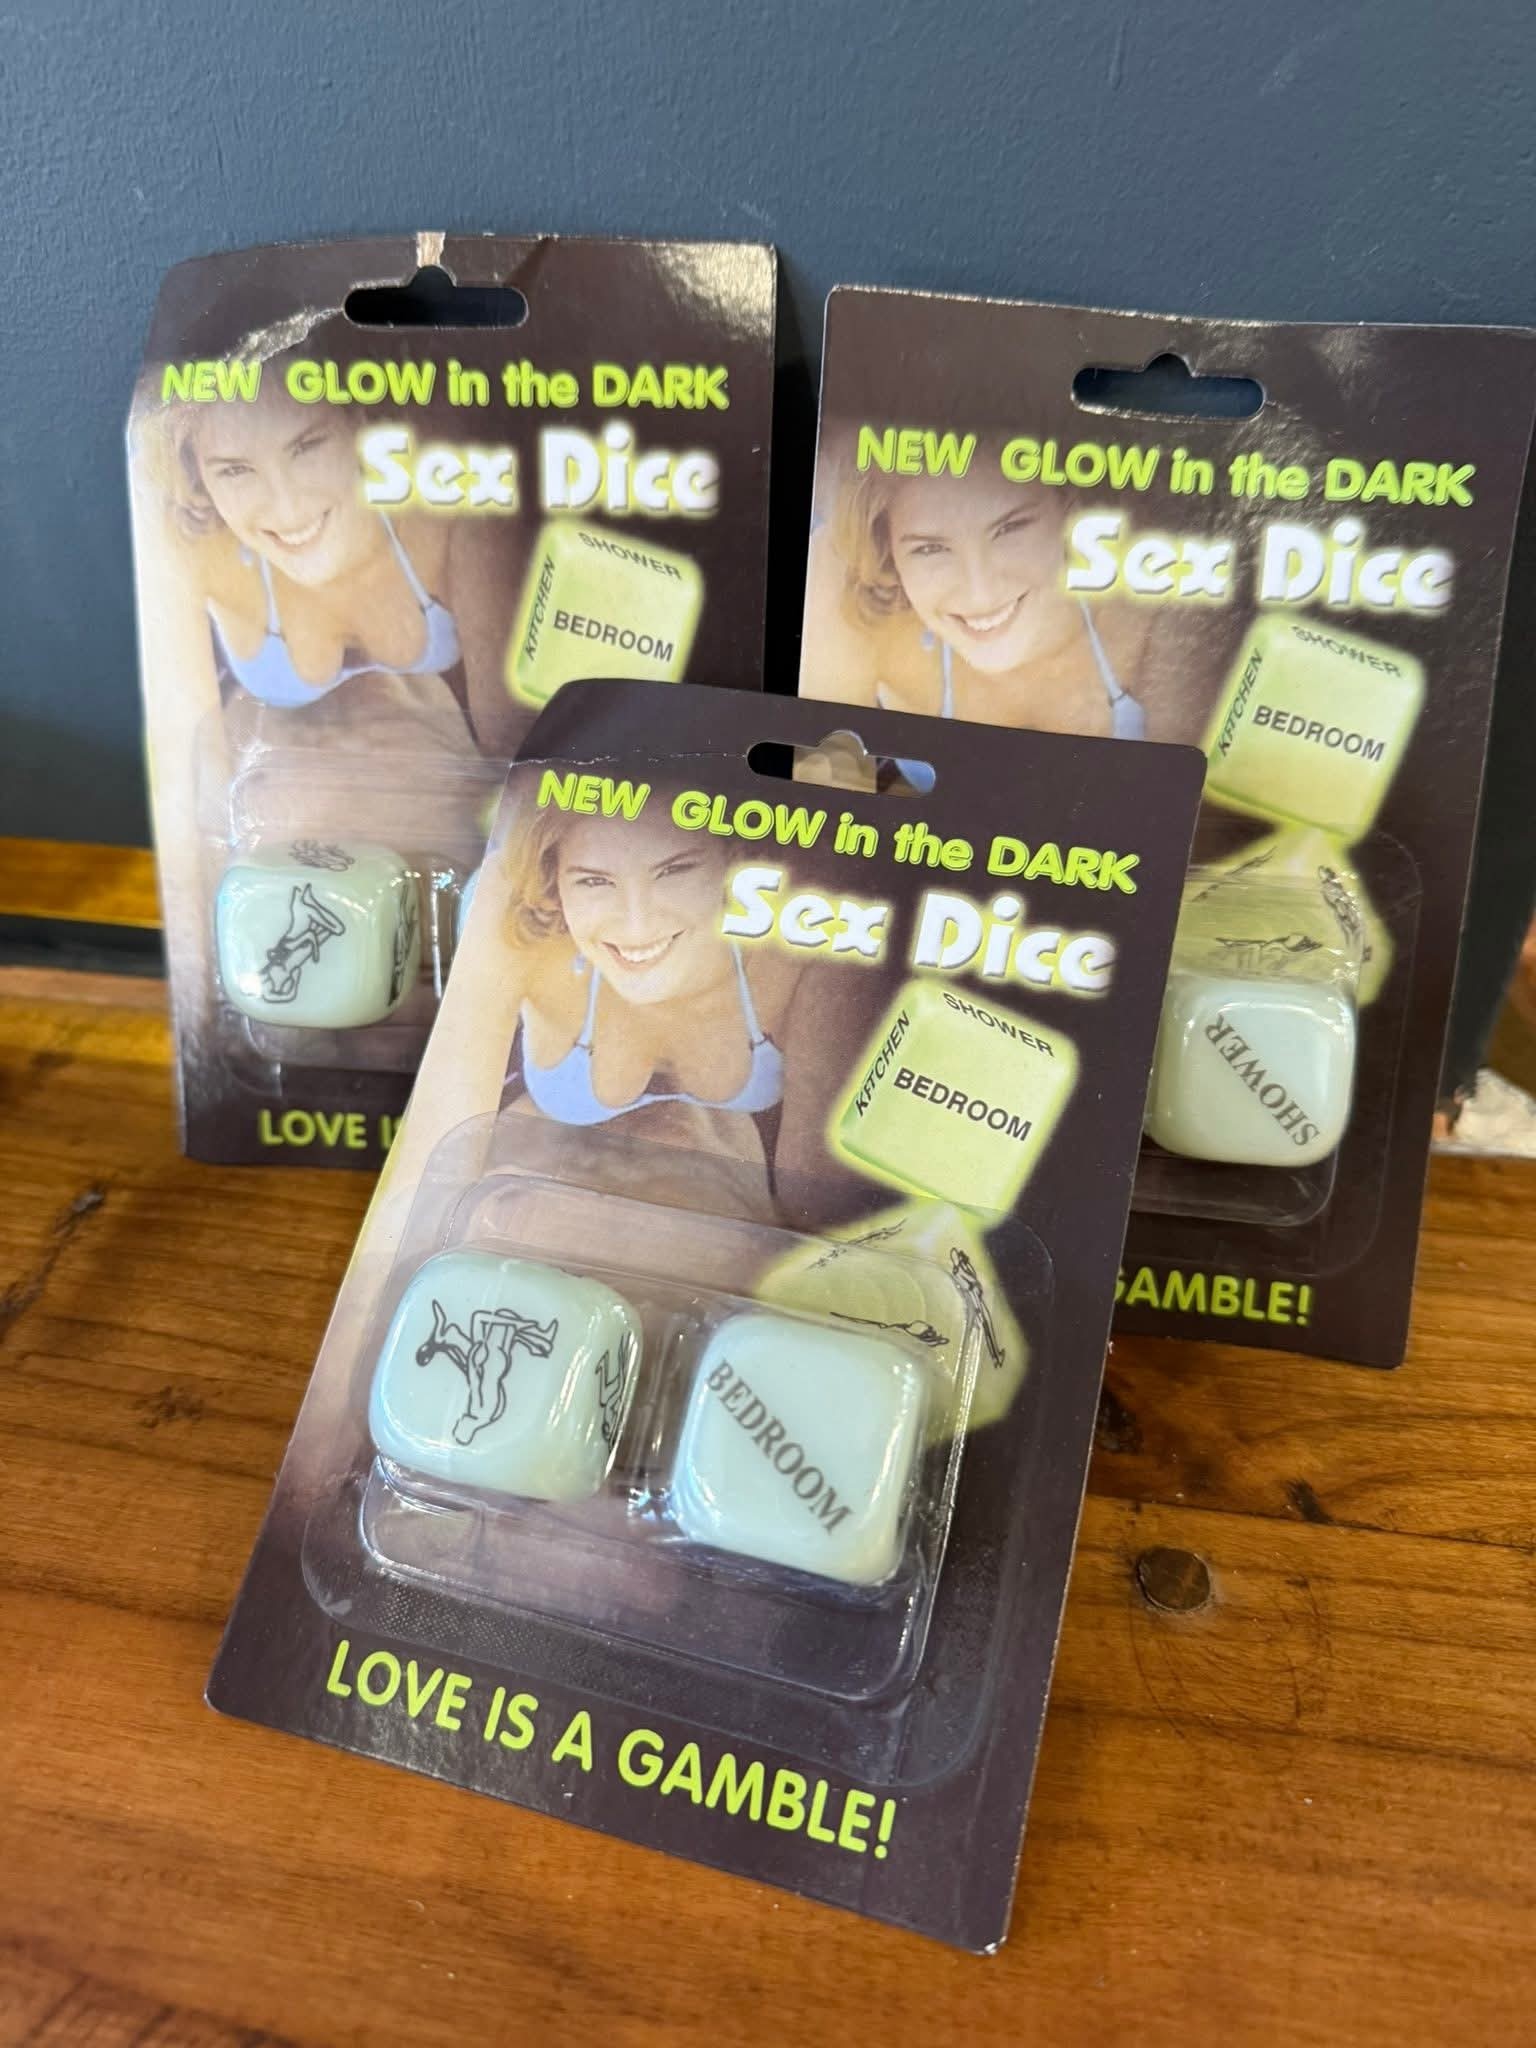 NEW GLOW in the DARK
Sex Dice
SHOWER
KITCHEN
BEDROOM
LOVE IS
NEW GLOW in the DARK
Sex Dice
SHOWER
KITCHEN
BEDROOM
SHOWER
GAMBLE!
NEW GLOW in the DARK
Sex Dice
SHOWER
KITCHEN
BEDROOM
BEDROOM
LOVE IS A GAMBLE!